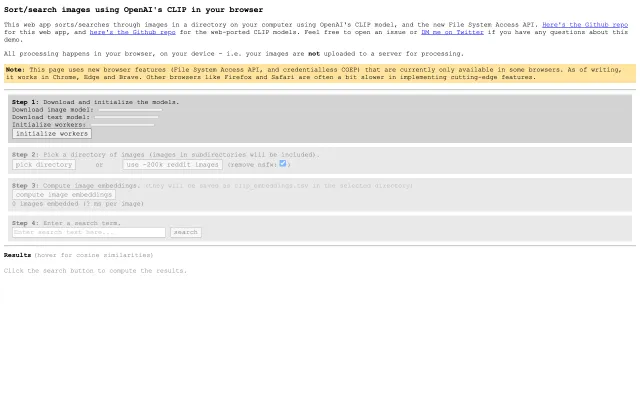 Sort/search images using OpenAI's CLIP in your browser
This web app sorts/searches through images in a directory on your computer using OpenAI's CLIP model, and the new File System Access API. Here's the Github repo
for this web app, and here's the Github repo for the web-ported CLIP models. Feel free to open an issue or DM me on Twitter if you have any questions about this
demo.
All processing happens in your browser, on your device - i.e. your images are not uploaded to a server for processing.
Note: This page uses new browser features (File System Access API, and credentialless COEP) that are currently only available in some browsers. As of writing,
it works in Chrome, Edge and Brave. Other browsers like Firefox and Safari are often a bit slower in implementing cutting-edge features.
Step 1: Download and initialize the models.
Download image model:
Download text model:
Initialize workers:
initialize workers
Step 2: Pick a directory of images (images in subdirectories will be included).
pick directory or use ~200k reddit images (remove nsfw: )
Step 3: Compute image embeddings. (they will be saved as clip_embeddings.tsv in the selected directory)
compute image embeddings
0 images embedded (? ms per image)
Step 4: Enter a search term.
Enter search text here... search
Results (hover for cosine similarities)
Click the search button to compute the results.